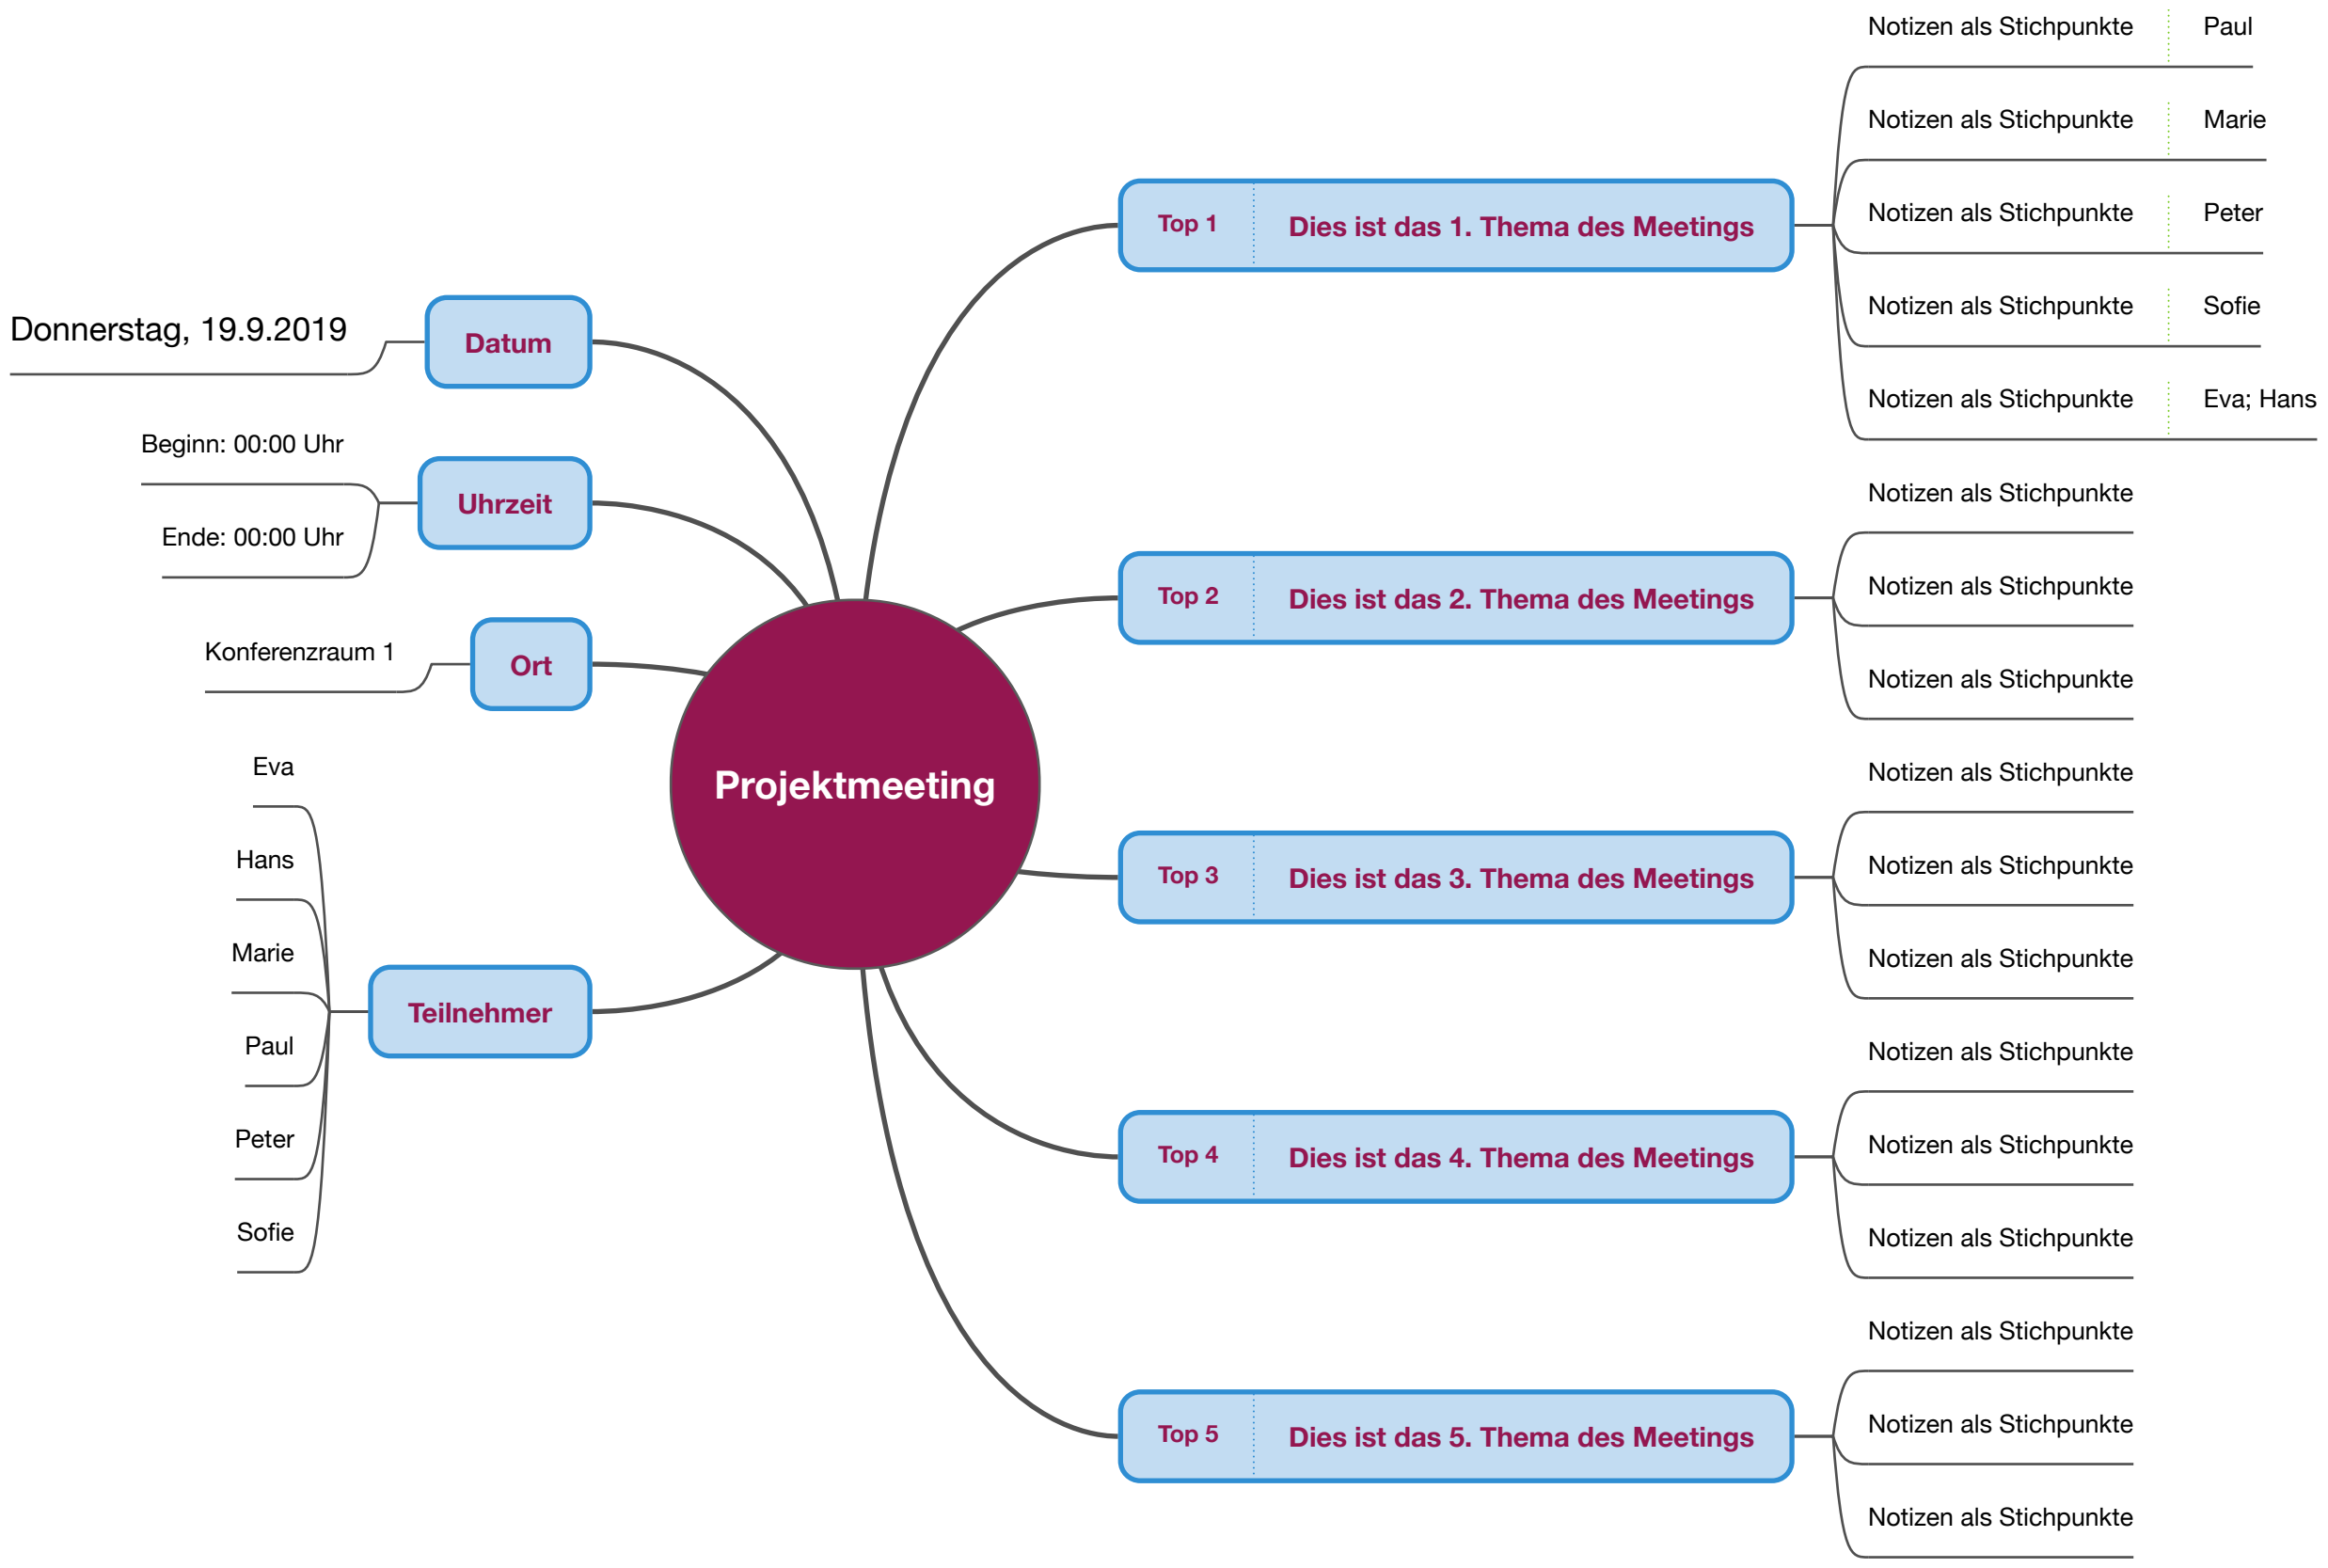 Projektmeeting
Datum
Donnerstag, 19.9.2019
Uhrzeit
Beginn: 00:00 Uhr
Ende: 00:00 Uhr
Ort
Konferenzraum 1
Teilnehmer
Eva
Hans
Marie
Paul
Peter
Sofie
Top 1 Dies ist das 1. Thema des Meetings
Notizen als Stichpunkte Paul
Notizen als Stichpunkte Marie
Notizen als Stichpunkte Peter
Notizen als Stichpunkte Sofie
Notizen als Stichpunkte Eva; Hans
Top 2 Dies ist das 2. Thema des Meetings
Notizen als Stichpunkte
Notizen als Stichpunkte
Notizen als Stichpunkte
Top 3 Dies ist das 3. Thema des Meetings
Notizen als Stichpunkte
Notizen als Stichpunkte
Notizen als Stichpunkte
Top 4 Dies ist das 4. Thema des Meetings
Notizen als Stichpunkte
Notizen als Stichpunkte
Notizen als Stichpunkte
Top 5 Dies ist das 5. Thema des Meetings
Notizen als Stichpunkte
Notizen als Stichpunkte
Notizen als Stichpunkte